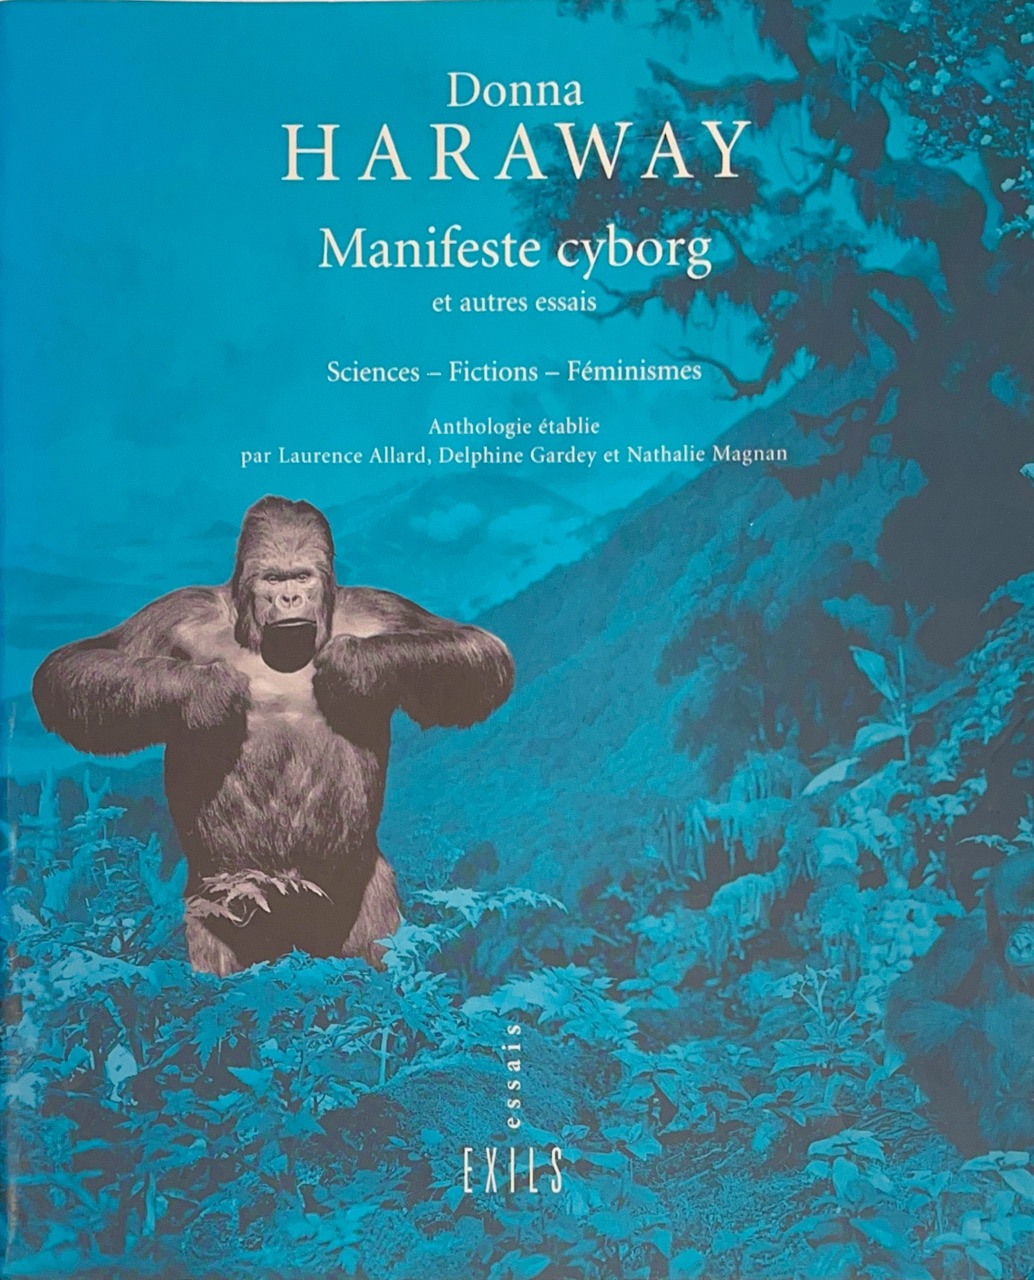 Donna
HARAWAY
Manifeste cyborg
et autres essais
Sciences – Fictions – Féminismes
Anthologie établie
par Laurence Allard, Delphine Gardey et Nathalie Magnan
essais
EXILS